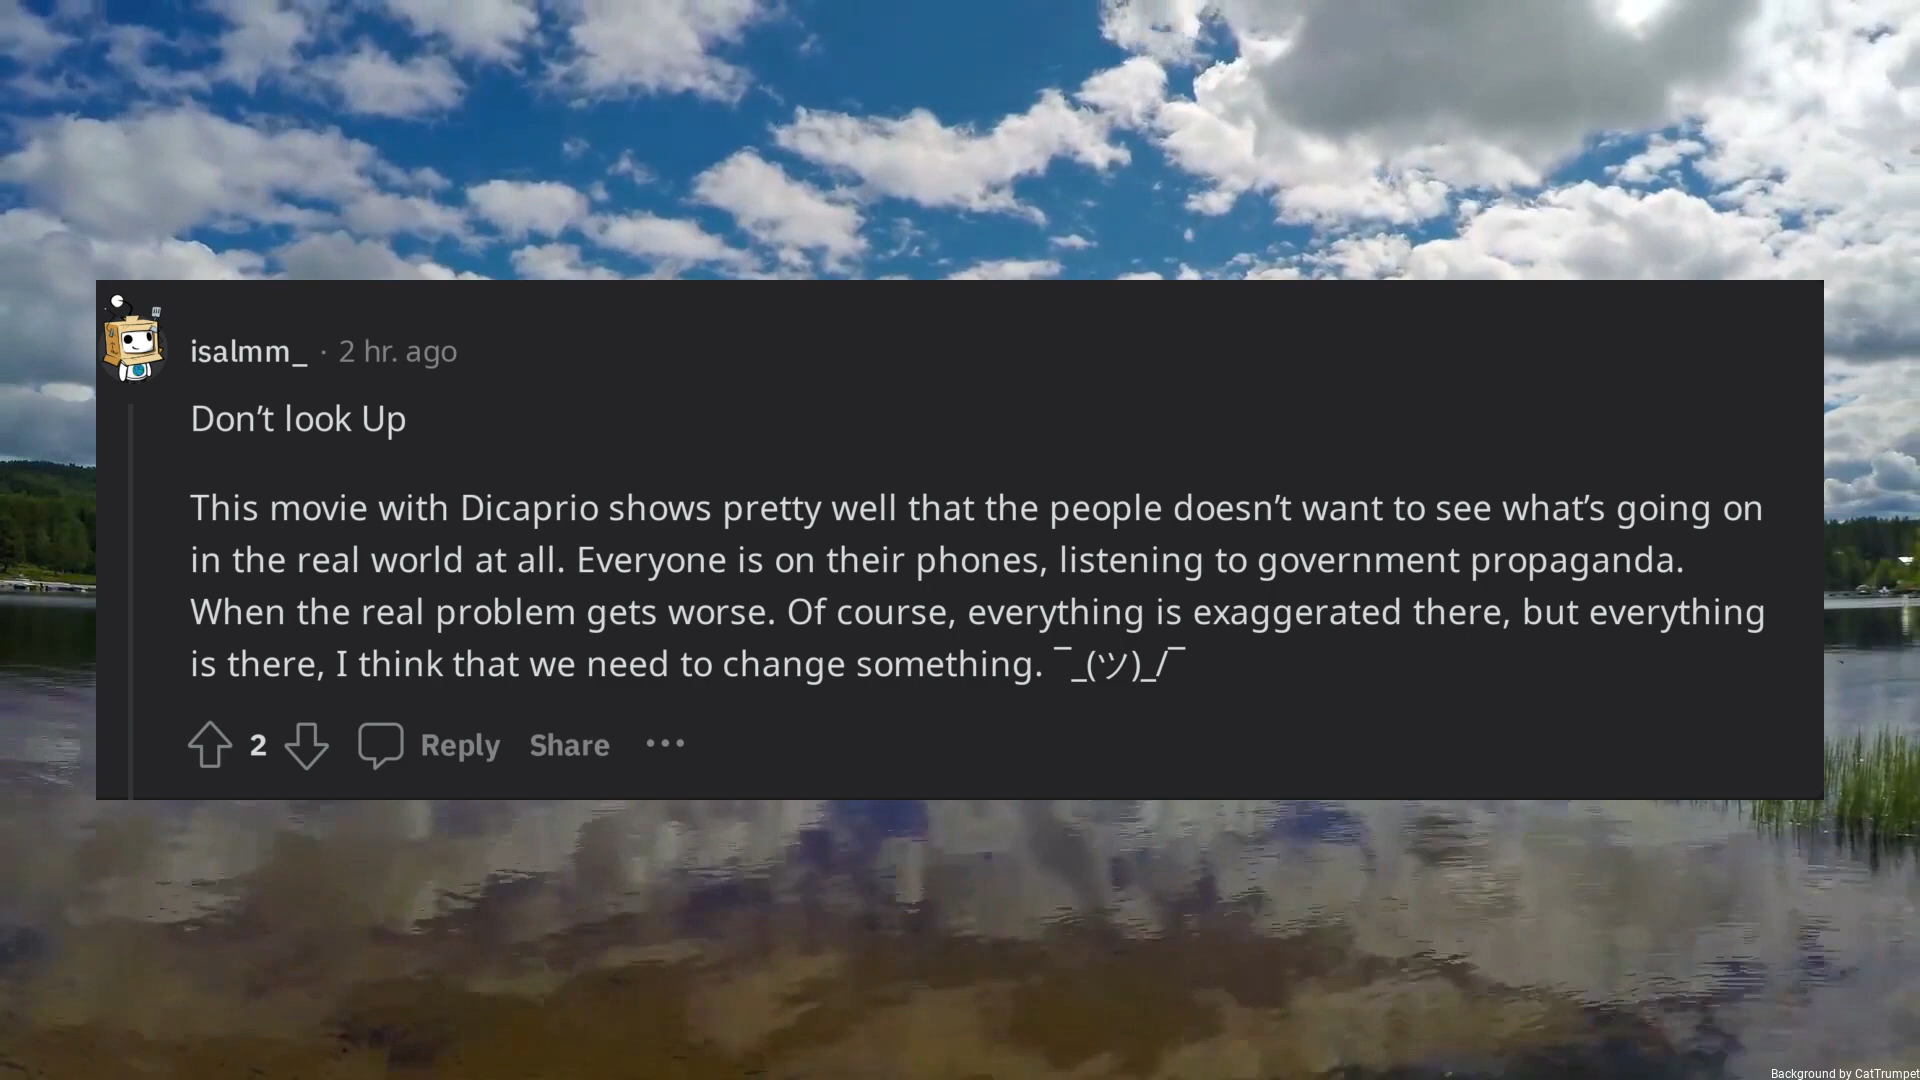 isalmm_ · 2 hr. ago
Don’t look Up
This movie with Dicaprio shows pretty well that the people doesn’t want to see what’s going on
in the real world at all. Everyone is on their phones, listening to government propaganda.
When the real problem gets worse. Of course, everything is exaggerated there, but everything
is there, I think that we need to change something. ¯_(ツ)_/¯
2 Reply Share ···
Background by CatTrumpet